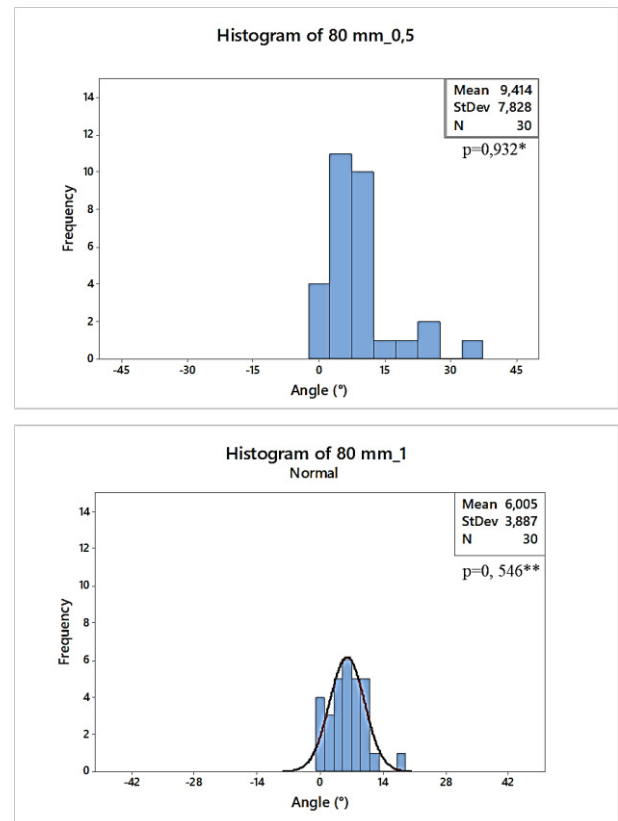 Histogram of 80 mm_0,5
Mean 9,414
StDev 7,828
N 30
p=0,932*
14
12
10
8
6
4
2
0
Frequency
-45 -30 -15 0 15 30 45
Angle (°)
Histogram of 80 mm_1
Normal
Mean 6,005
StDev 3,887
N 30
p=0, 546**
14
12
10
8
6
4
2
0
Frequency
-42 -28 -14 0 14 28 42
Angle (°)